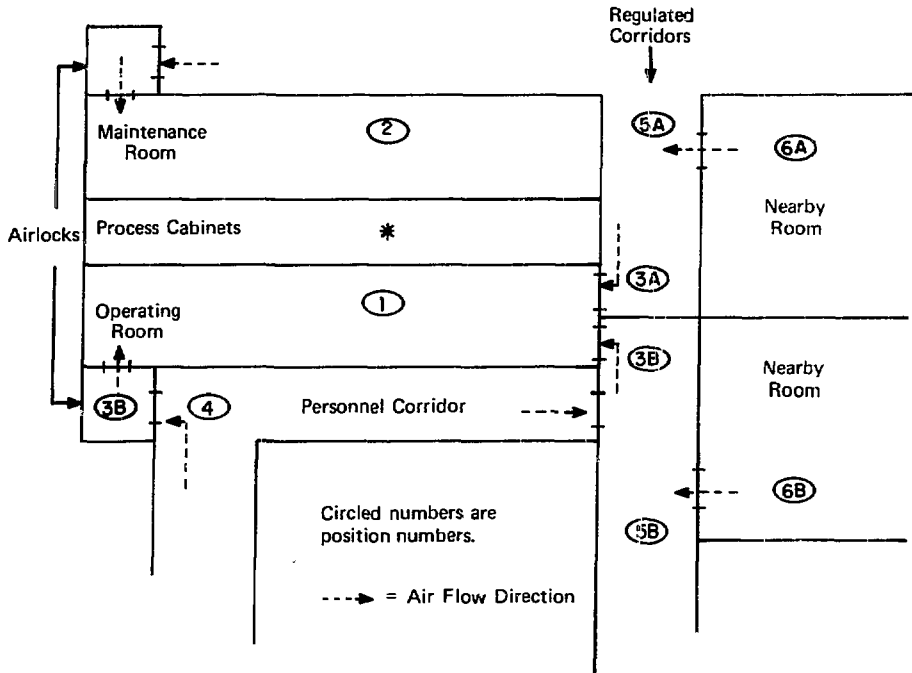 Regulated
Corridors
5A
2
6A
Maintenance
Room
Nearby
Room
Airlocks
Process Cabinets
*
3A
1
Operating
Room
3B
Nearby
Room
3B
4
Personnel Corridor
6B
Circled numbers are
position numbers.
5B
= Air Flow Direction